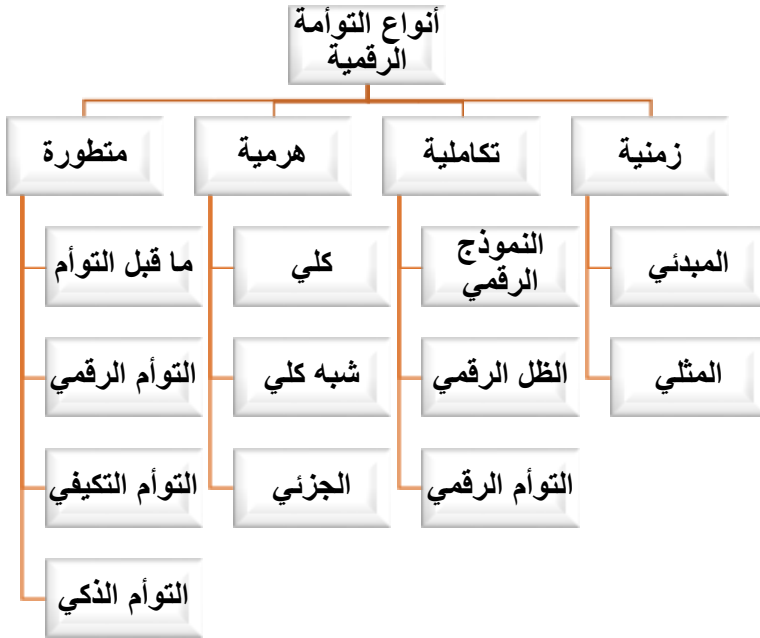 أنواع التوأمة
الرقمية
زمنية
تكاملية
هرمية
متطورة
المبدئي
المثلي
النموذج
الرقمي
الظل الرقمي
التوأم الرقمي
كلي
شبه كلي
الجزئي
ما قبل التوأم
التوأم الرقمي
التوأم التكيفي
التوأم الذكي